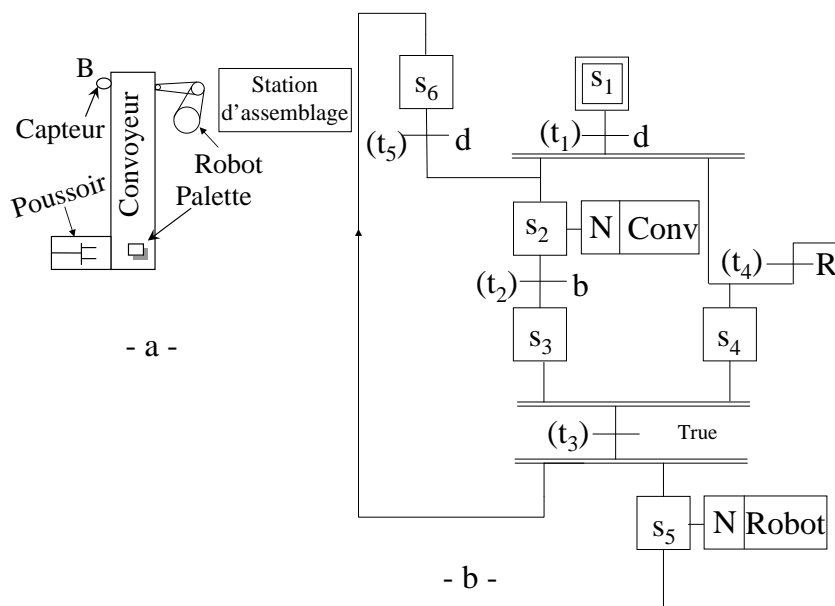 B
Capteur
Convoyeur
Station
d'assemblage
Robot
Palette
Poussoir
- a -
s6
(t5) d
s1
(t1) d
s2 N Conv
(t2) b
s3
(t4) R
s4
(t3) True
s5 N Robot
- b -